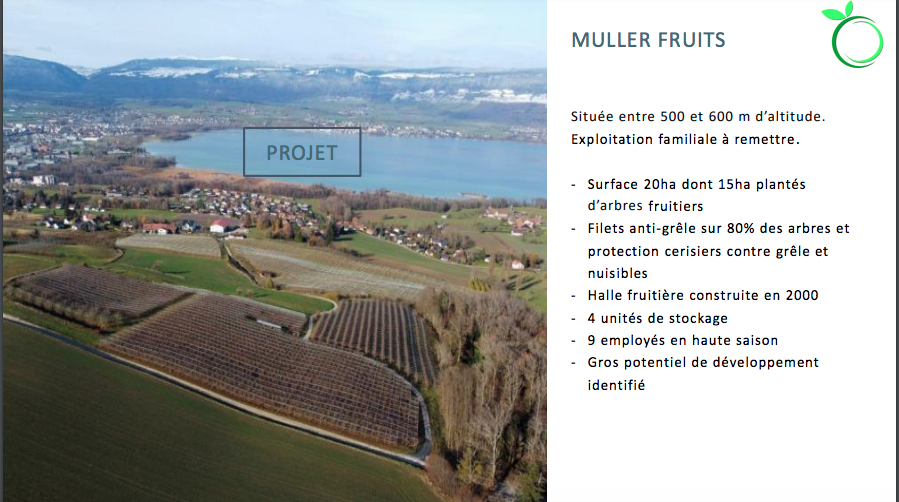 PROJET
MULLER FRUITS
Située entre 500 et 600 m d’altitude.
Exploitation familiale à remettre.
- Surface 20ha dont 15ha plantés
d’arbres fruitiers
- Filets anti-grêle sur 80% des arbres et
protection cerisiers contre grêle et
nuisibles
- Halle fruitière construite en 2000
- 4 unités de stockage
- 9 employés en haute saison
- Gros potentiel de développement
identifié